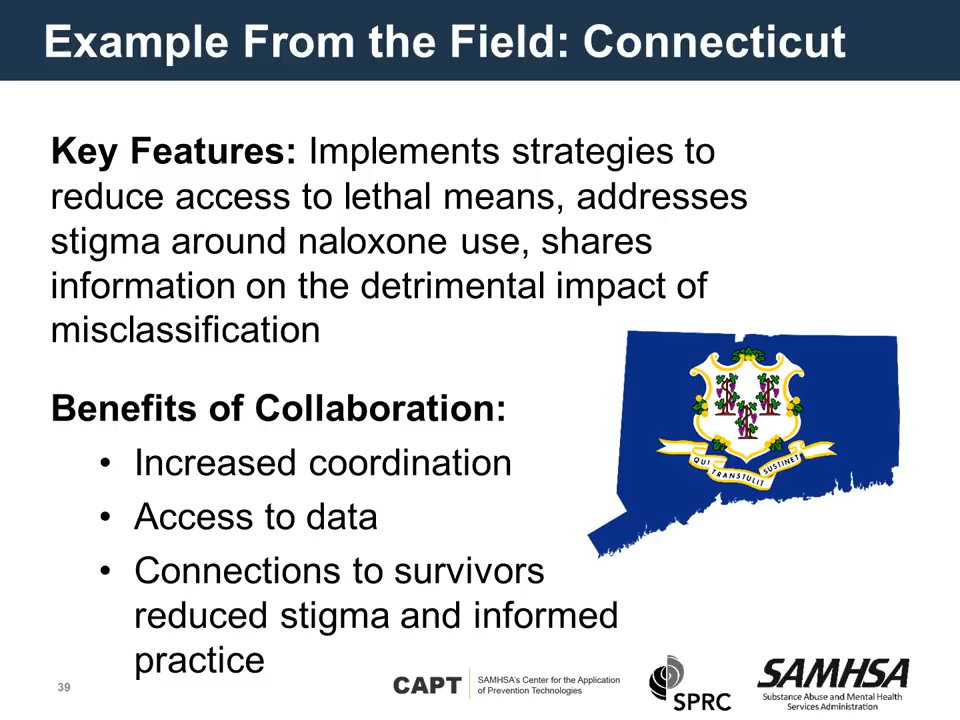 Example From the Field: Connecticut
Key Features: Implements strategies to
reduce access to lethal means, addresses
stigma around naloxone use, shares
information on the detrimental impact of
misclassification
Benefits of Collaboration:
• Increased coordination
• Access to data
• Connections to survivors
reduced stigma and informed
practice
QUI TRANSTULIT SUSTINET
39
CAPT
SAMHSA's Center for the Application
of Prevention Technologies
SPRC
SAMHSA
Substance Abuse and Mental Health
Services Administration